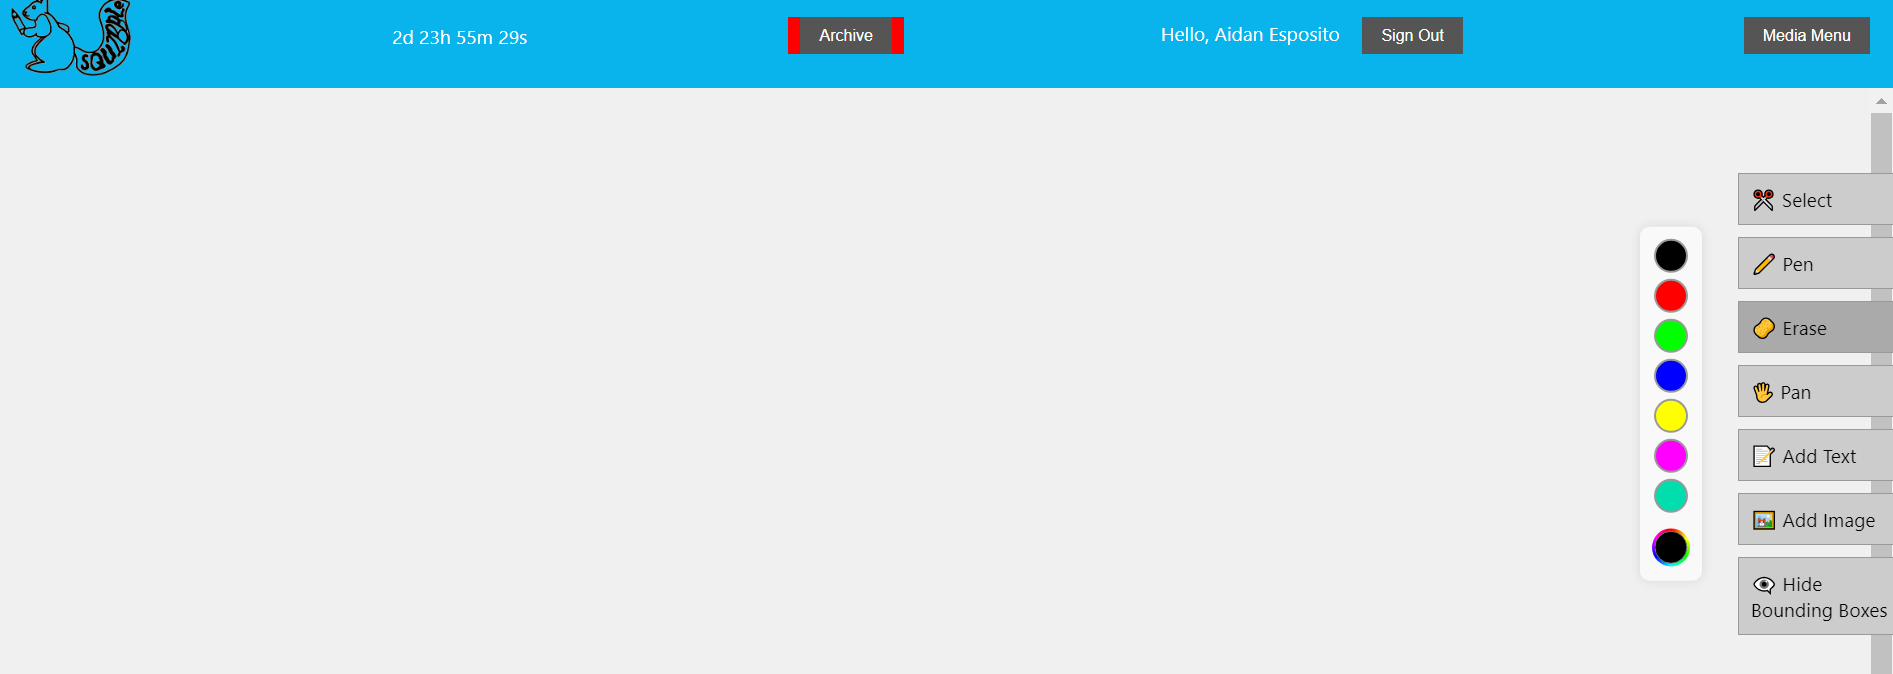 SQUIBBLE
2d 23h 55m 29s
Archive
Hello, Aidan Esposito
Sign Out
Media Menu
Select
Pen
Erase
Pan
Add Text
Add Image
Hide
Bounding Boxes